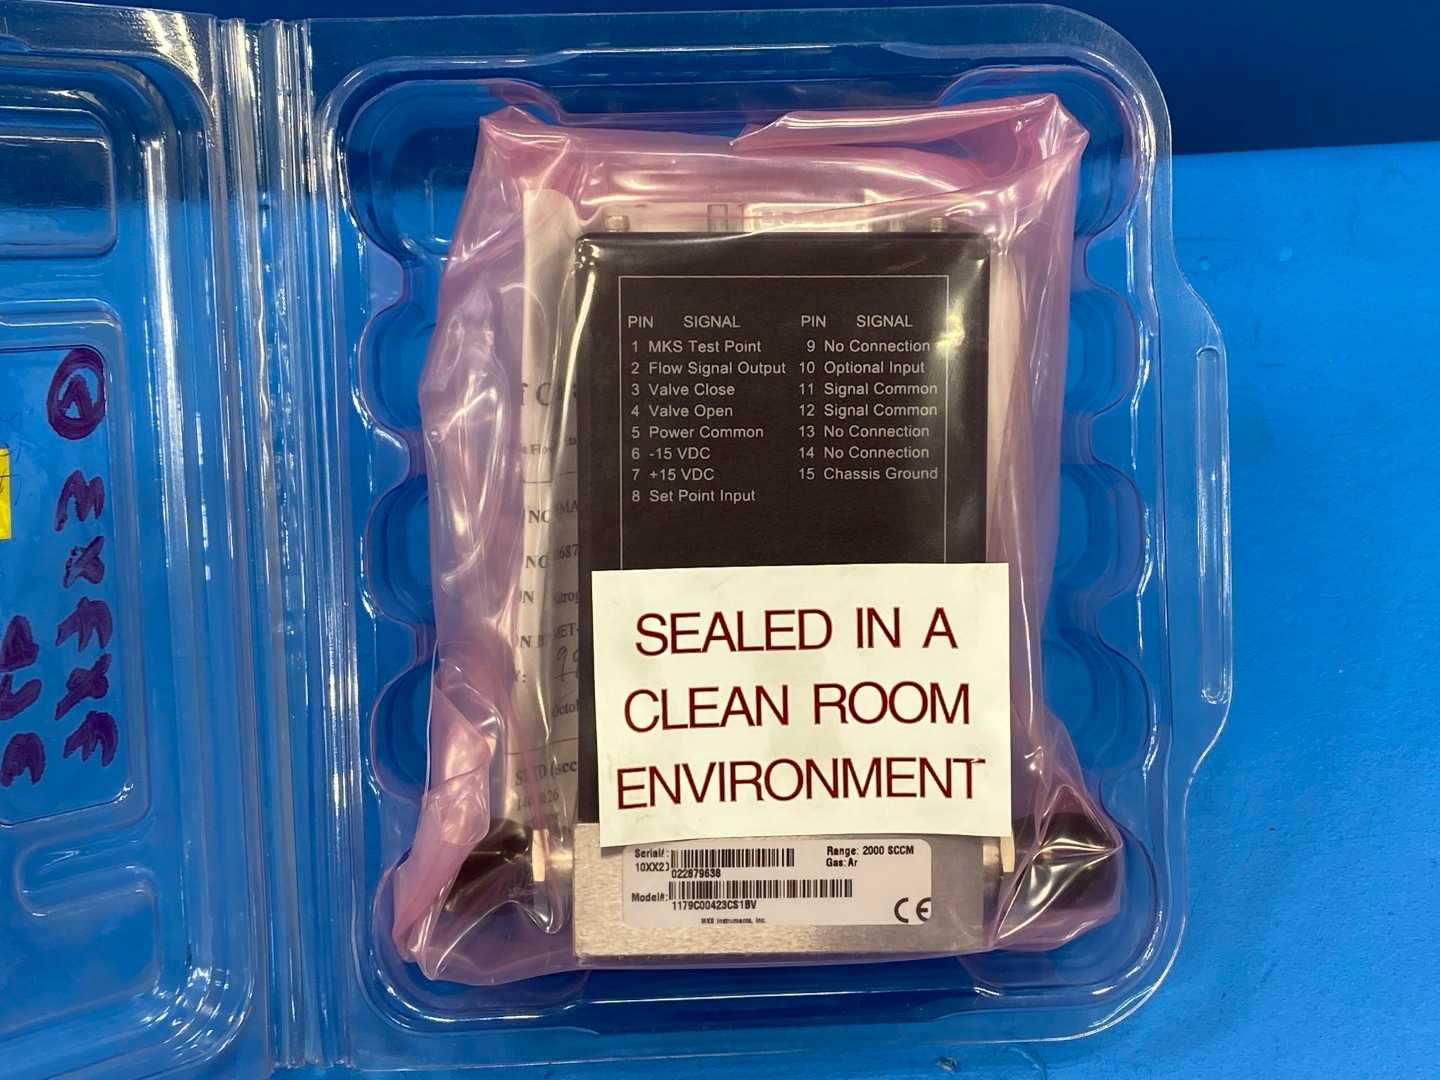 PIN SIGNAL PIN SIGNAL
1 MKS Test Point 9 No Connection
2 Flow Signal Output 10 Optional Input
3 Valve Close 11 Signal Common
4 Valve Open 12 Signal Common
5 Power Common 13 No Connection
6 -15 VDC 14 No Connection
7 +15 VDC 15 Chassis Ground
8 Set Point Input
SEALED IN A
CLEAN ROOM
ENVIRONMENT
Serial#: Range: 2000 SCCM
10XX23 Gas: Ar
022879638
Model#:
1179C00423CS1BV
MKS Instruments, Inc.
CE